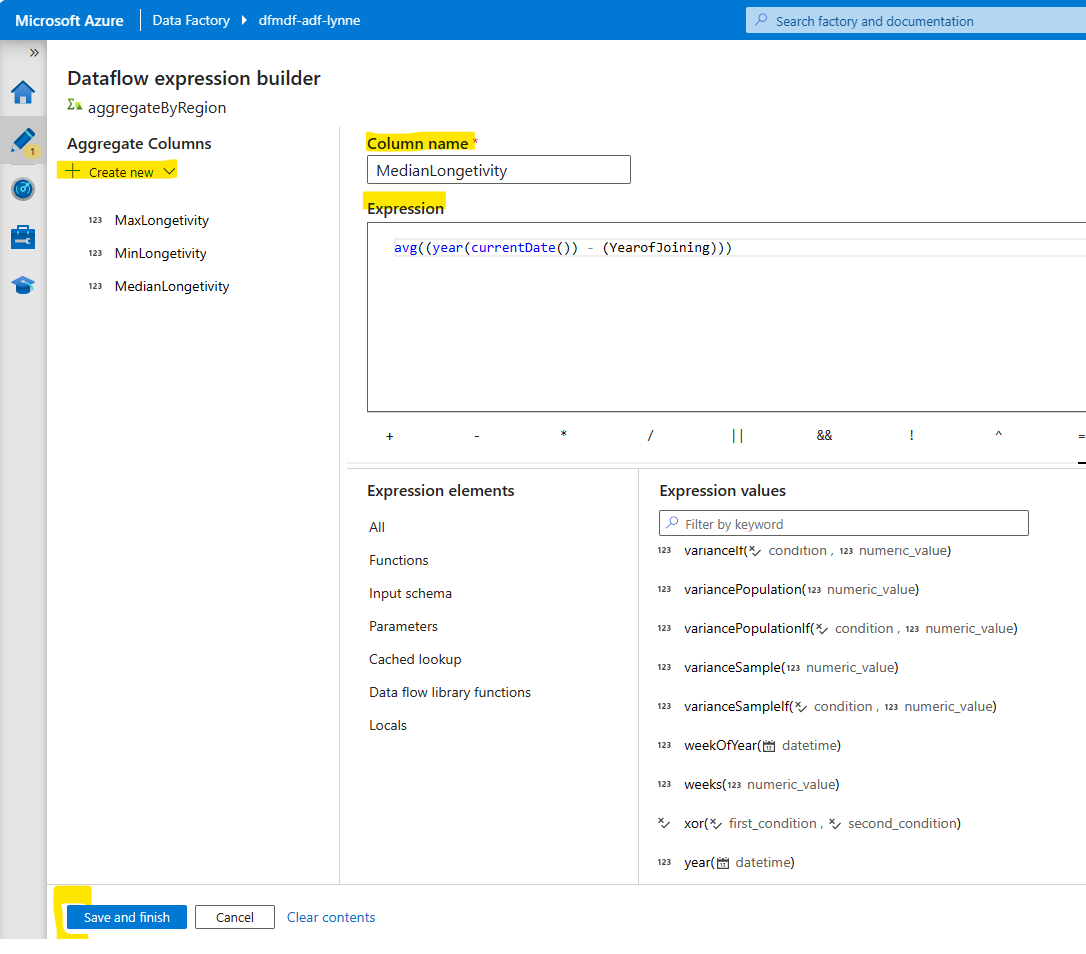 Microsoft Azure Data Factory dfmdf-adf-lynne Search factory and documentation
Dataflow expression builder
aggregateByRegion
Aggregate Columns
Create new
123 MaxLongetivity
123 MinLongetivity
123 MedianLongetivity
1
Column name *
MedianLongetivity
Expression
avg((year(currentDate()) - (YearofJoining)))
+ - * / || && ! ^ =
Expression elements
All
Functions
Input schema
Parameters
Cached lookup
Data flow library functions
Locals
Expression values
Filter by keyword
123 varianceIf( condition , 123 numeric_value)
123 variancePopulation(123 numeric_value)
123 variancePopulationIf( condition , 123 numeric_value)
123 varianceSample(123 numeric_value)
123 varianceSampleIf( condition , 123 numeric_value)
123 weekOfYear( datetime)
123 weeks(123 numeric_value)
xor( first_condition , second_condition)
123 year( datetime)
Save and finish Cancel Clear contents